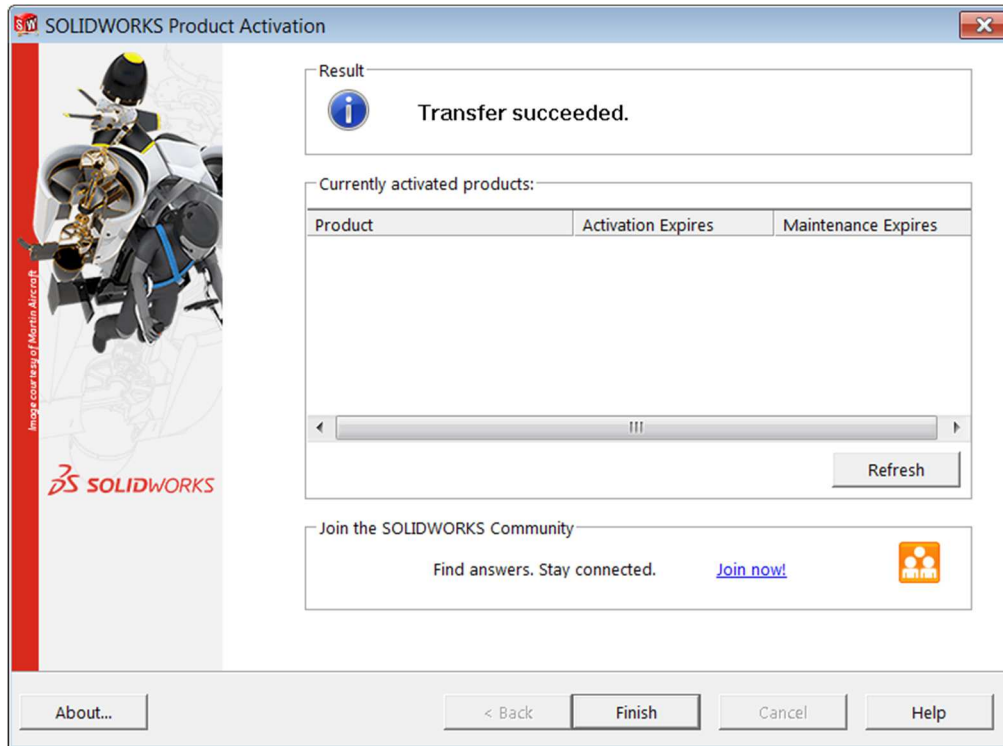 SOLIDWORKS Product Activation
Image courtesy of Martin Aircraft
SOLIDWORKS
Result
Transfer succeeded.
Currently activated products:
Product Activation Expires Maintenance Expires
Refresh
Join the SOLIDWORKS Community
Find answers. Stay connected. Join now!
About... < Back Finish Cancel Help